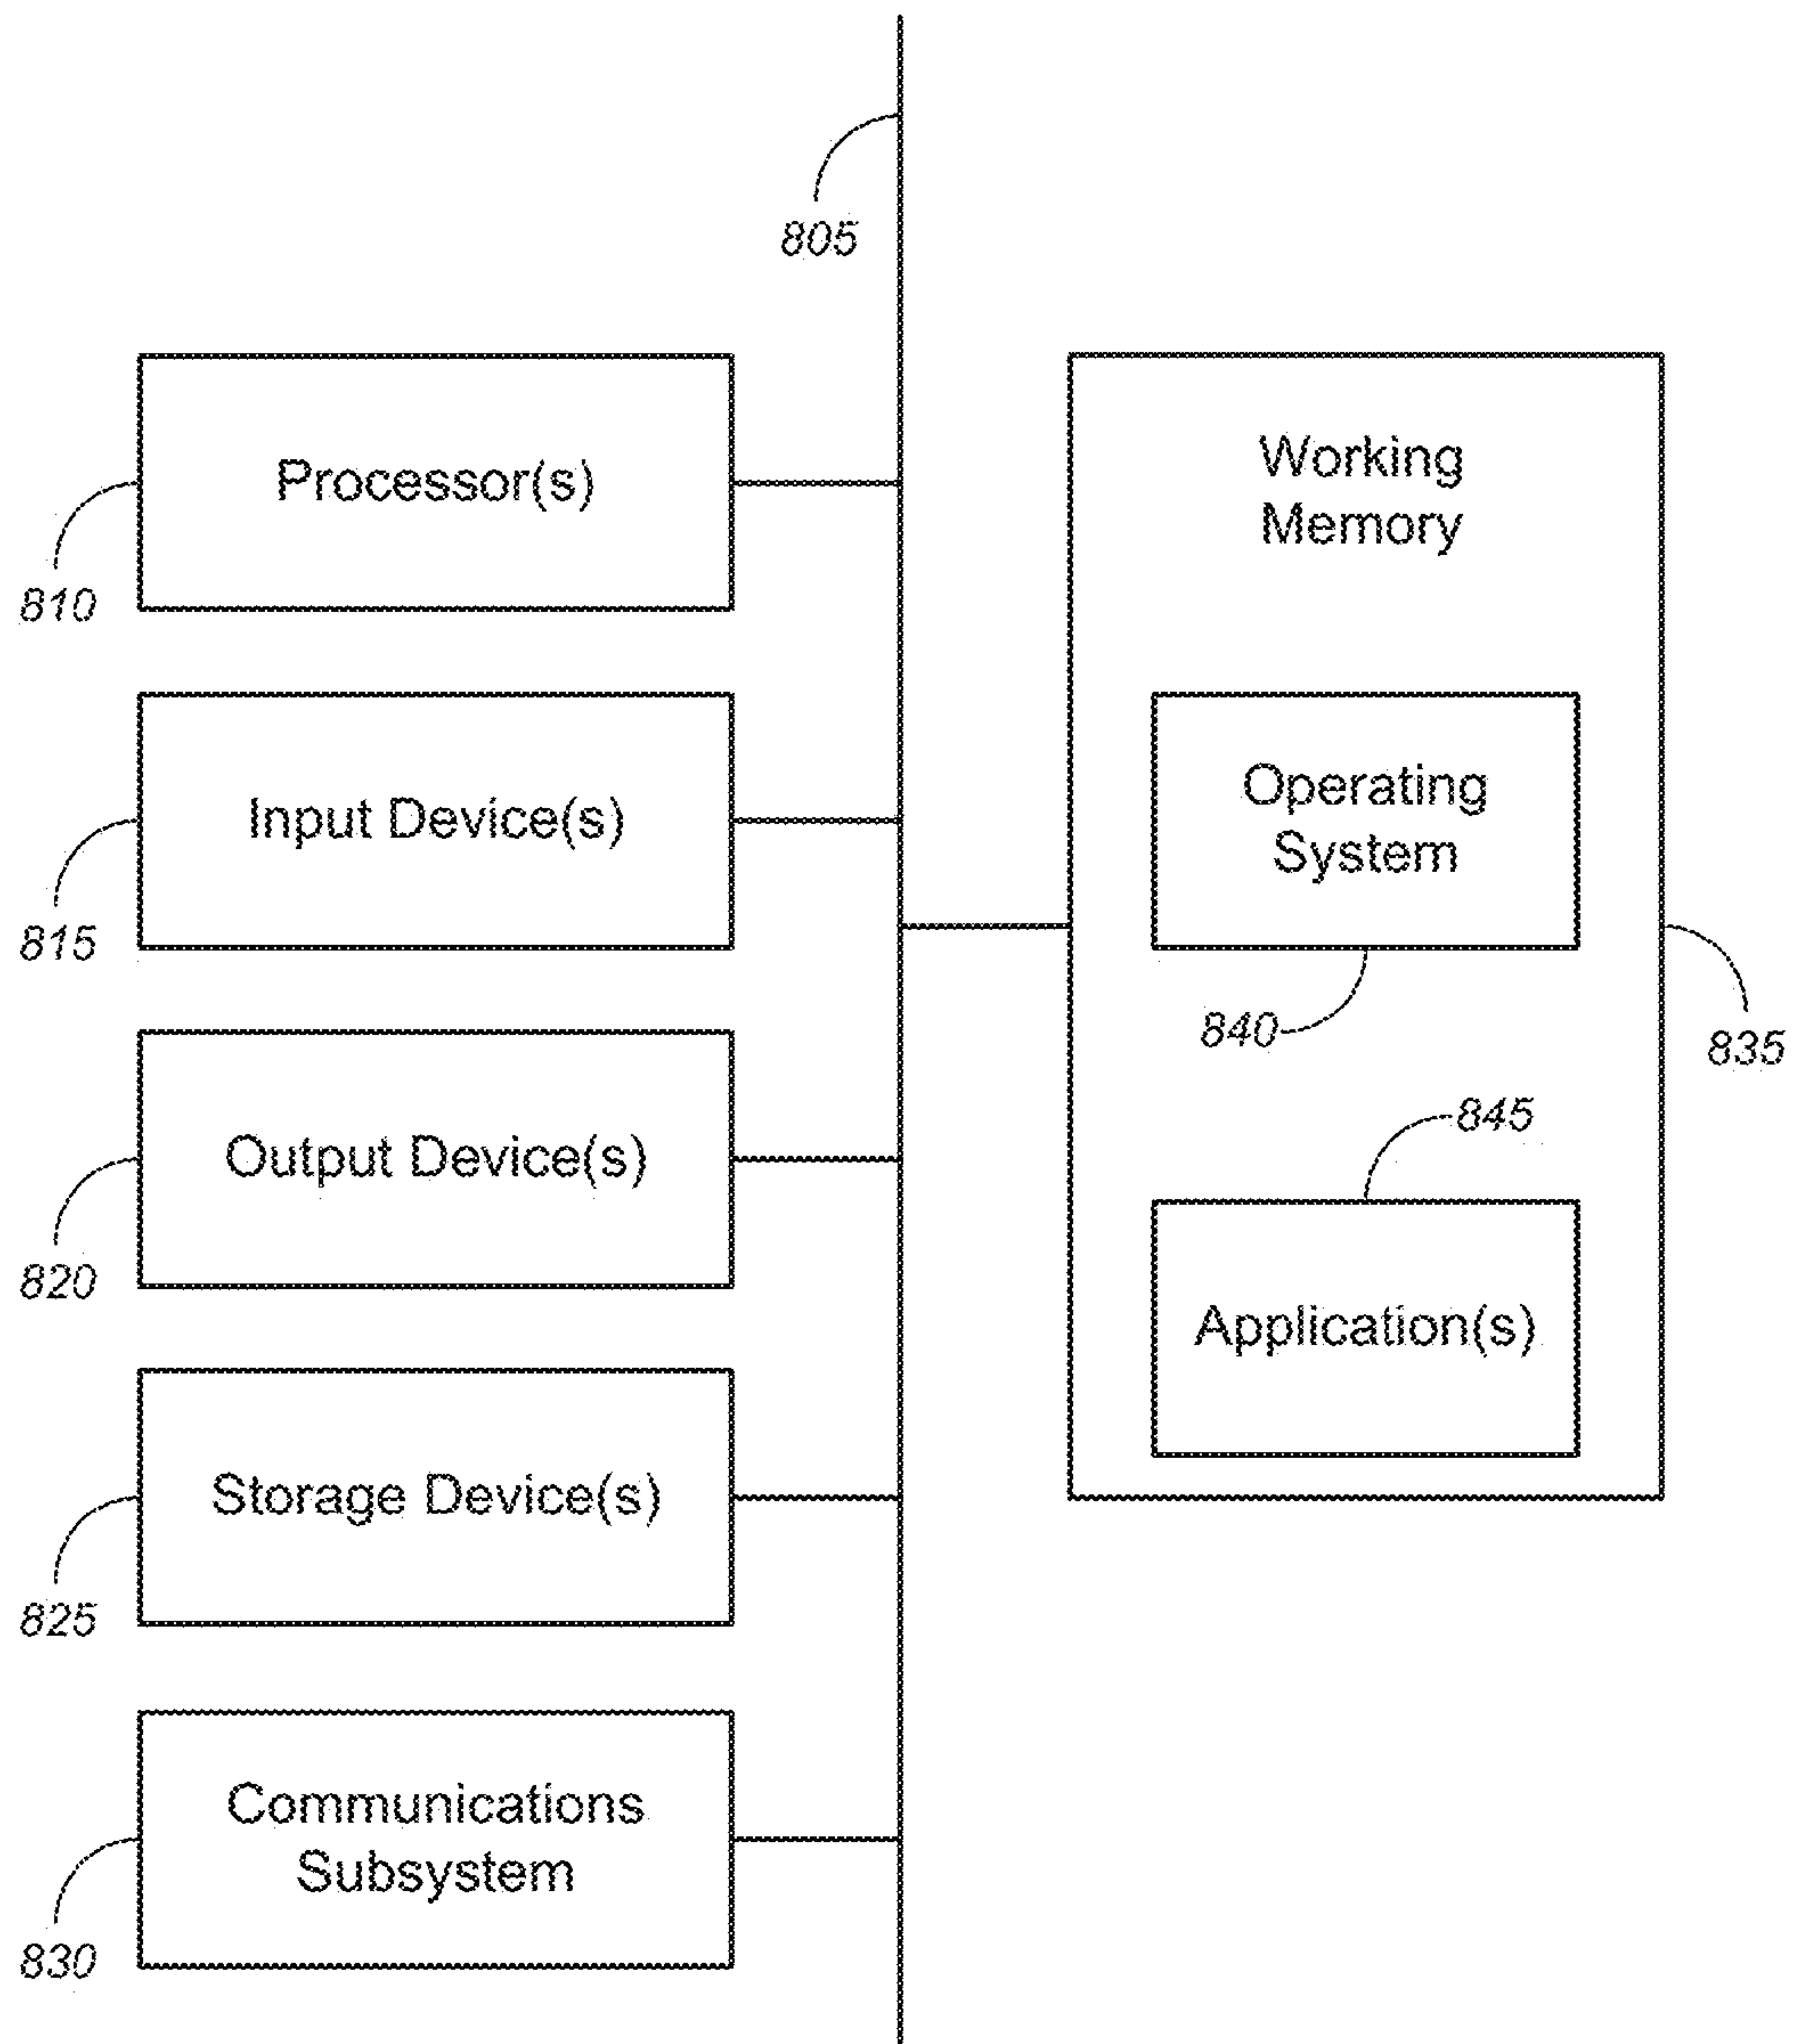 805
Processor(s)
810
Input Device(s)
815
Output Device(s)
820
Storage Device(s)
825
Communications
Subsystem
830
Working
Memory
Operating
System
840
835
845
Application(s)